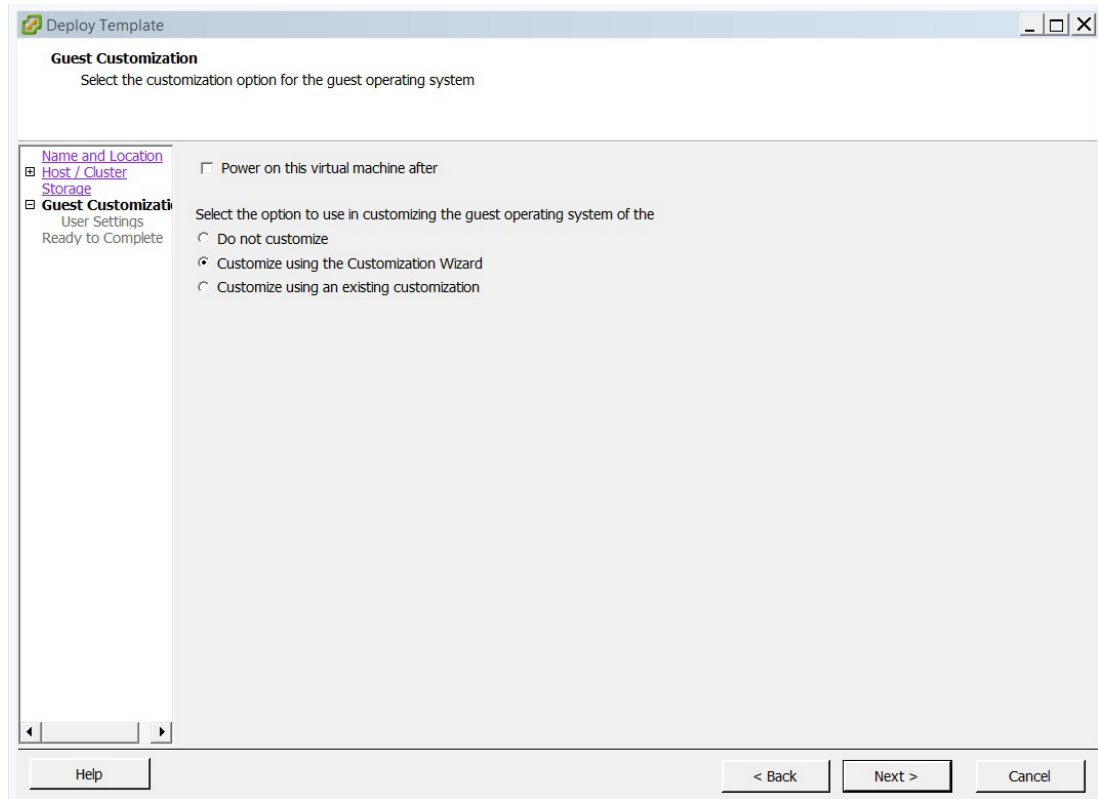 Deploy Template
Guest Customization
Select the customization option for the guest operating system
Name and Location
Host / Cluster
Storage
Guest Customizati
User Settings
Ready to Complete
Power on this virtual machine after
Select the option to use in customizing the guest operating system of the
Do not customize
Customize using the Customization Wizard
Customize using an existing customization
Help
< Back
Next >
Cancel